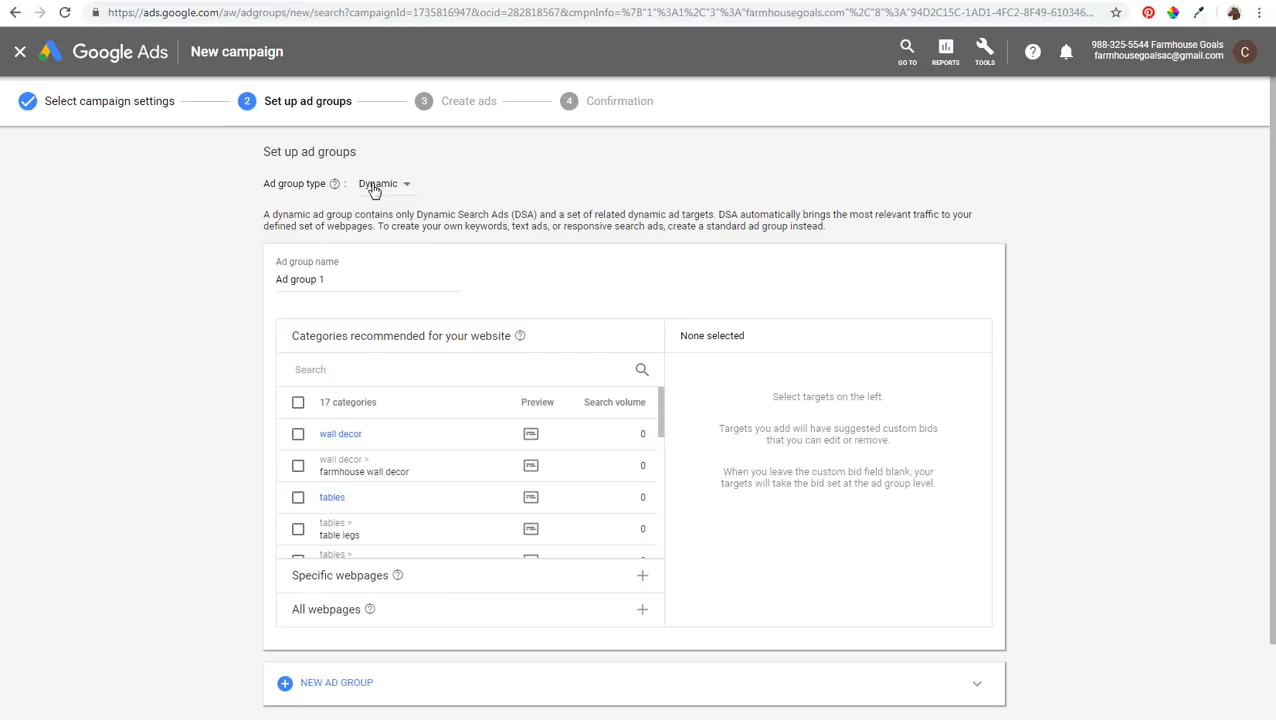 https://ads.google.com/aw/adgroups/new/search?campaignId=1735816947&ocid=282818567&cmpnInfo=%7B"1"%3A1%2C"3"%3A"farmhousegoals.com"%2C"8"%3A"94D2C15C-1AD1-4FC2-8F49-610346...
Google Ads
New campaign
GO TO
REPORTS
TOOLS
988-325-5544 Farmhouse Goals
farmhousegoalsac@gmail.com
C
Select campaign settings
2 Set up ad groups
3 Create ads
4 Confirmation
Set up ad groups
Ad group type ? : Dynamic
A dynamic ad group contains only Dynamic Search Ads (DSA) and a set of related dynamic ad targets. DSA automatically brings the most relevant traffic to your
defined set of webpages. To create your own keywords, text ads, or responsive search ads, create a standard ad group instead.
Ad group name
Ad group 1
Categories recommended for your website ?
None selected
Search
17 categories Preview Search volume
wall decor 0
wall decor >
farmhouse wall decor 0
tables 0
tables >
table legs 0
tables >
Select targets on the left.
Targets you add will have suggested custom bids
that you can edit or remove.
When you leave the custom bid field blank, your
targets will take the bid set at the ad group level.
Specific webpages ? +
All webpages ? +
NEW AD GROUP